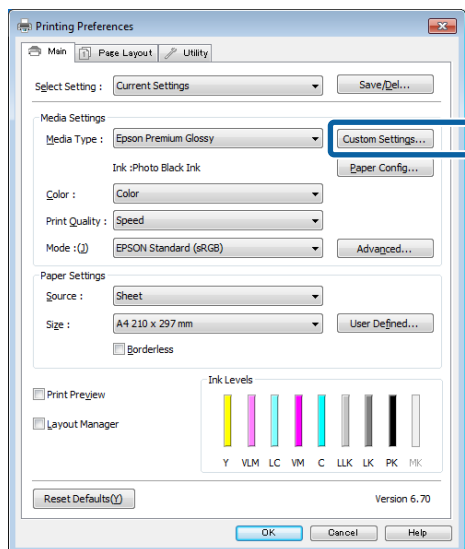 Printing Preferences
Main Page Layout Utility
Select Setting : Current Settings Save/Del...
Media Settings
Media Type : Epson Premium Glossy Custom Settings...
Ink :Photo Black Ink Paper Config...
Color : Color
Print Quality : Speed
Mode :(J) EPSON Standard (sRGB) Advanced...
Paper Settings
Source : Sheet
Size : A4 210 x 297 mm User Defined...
Borderless
Ink Levels
Print Preview
Layout Manager
Y VLM LC VM C LLK LK PK MK
Reset Defaults(Y) Version 6.70
OK Cancel Help